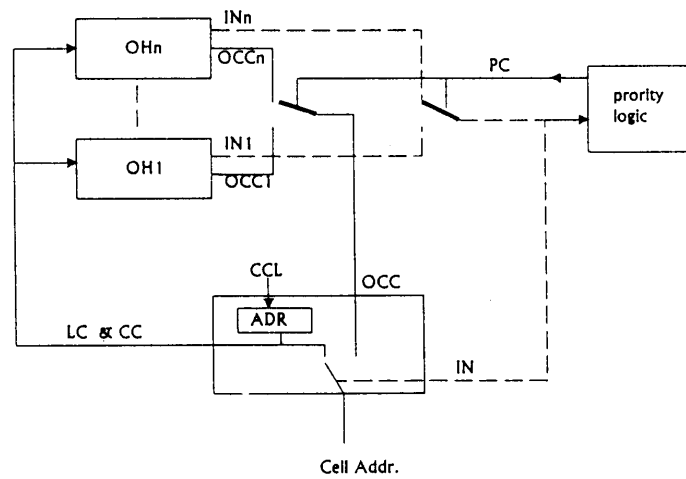 INn
OHn
OCCn
PC
prority
logic
IN1
OH1
OCC1
CCL
OCC
ADR
LC & CC
IN
Cell Addr.